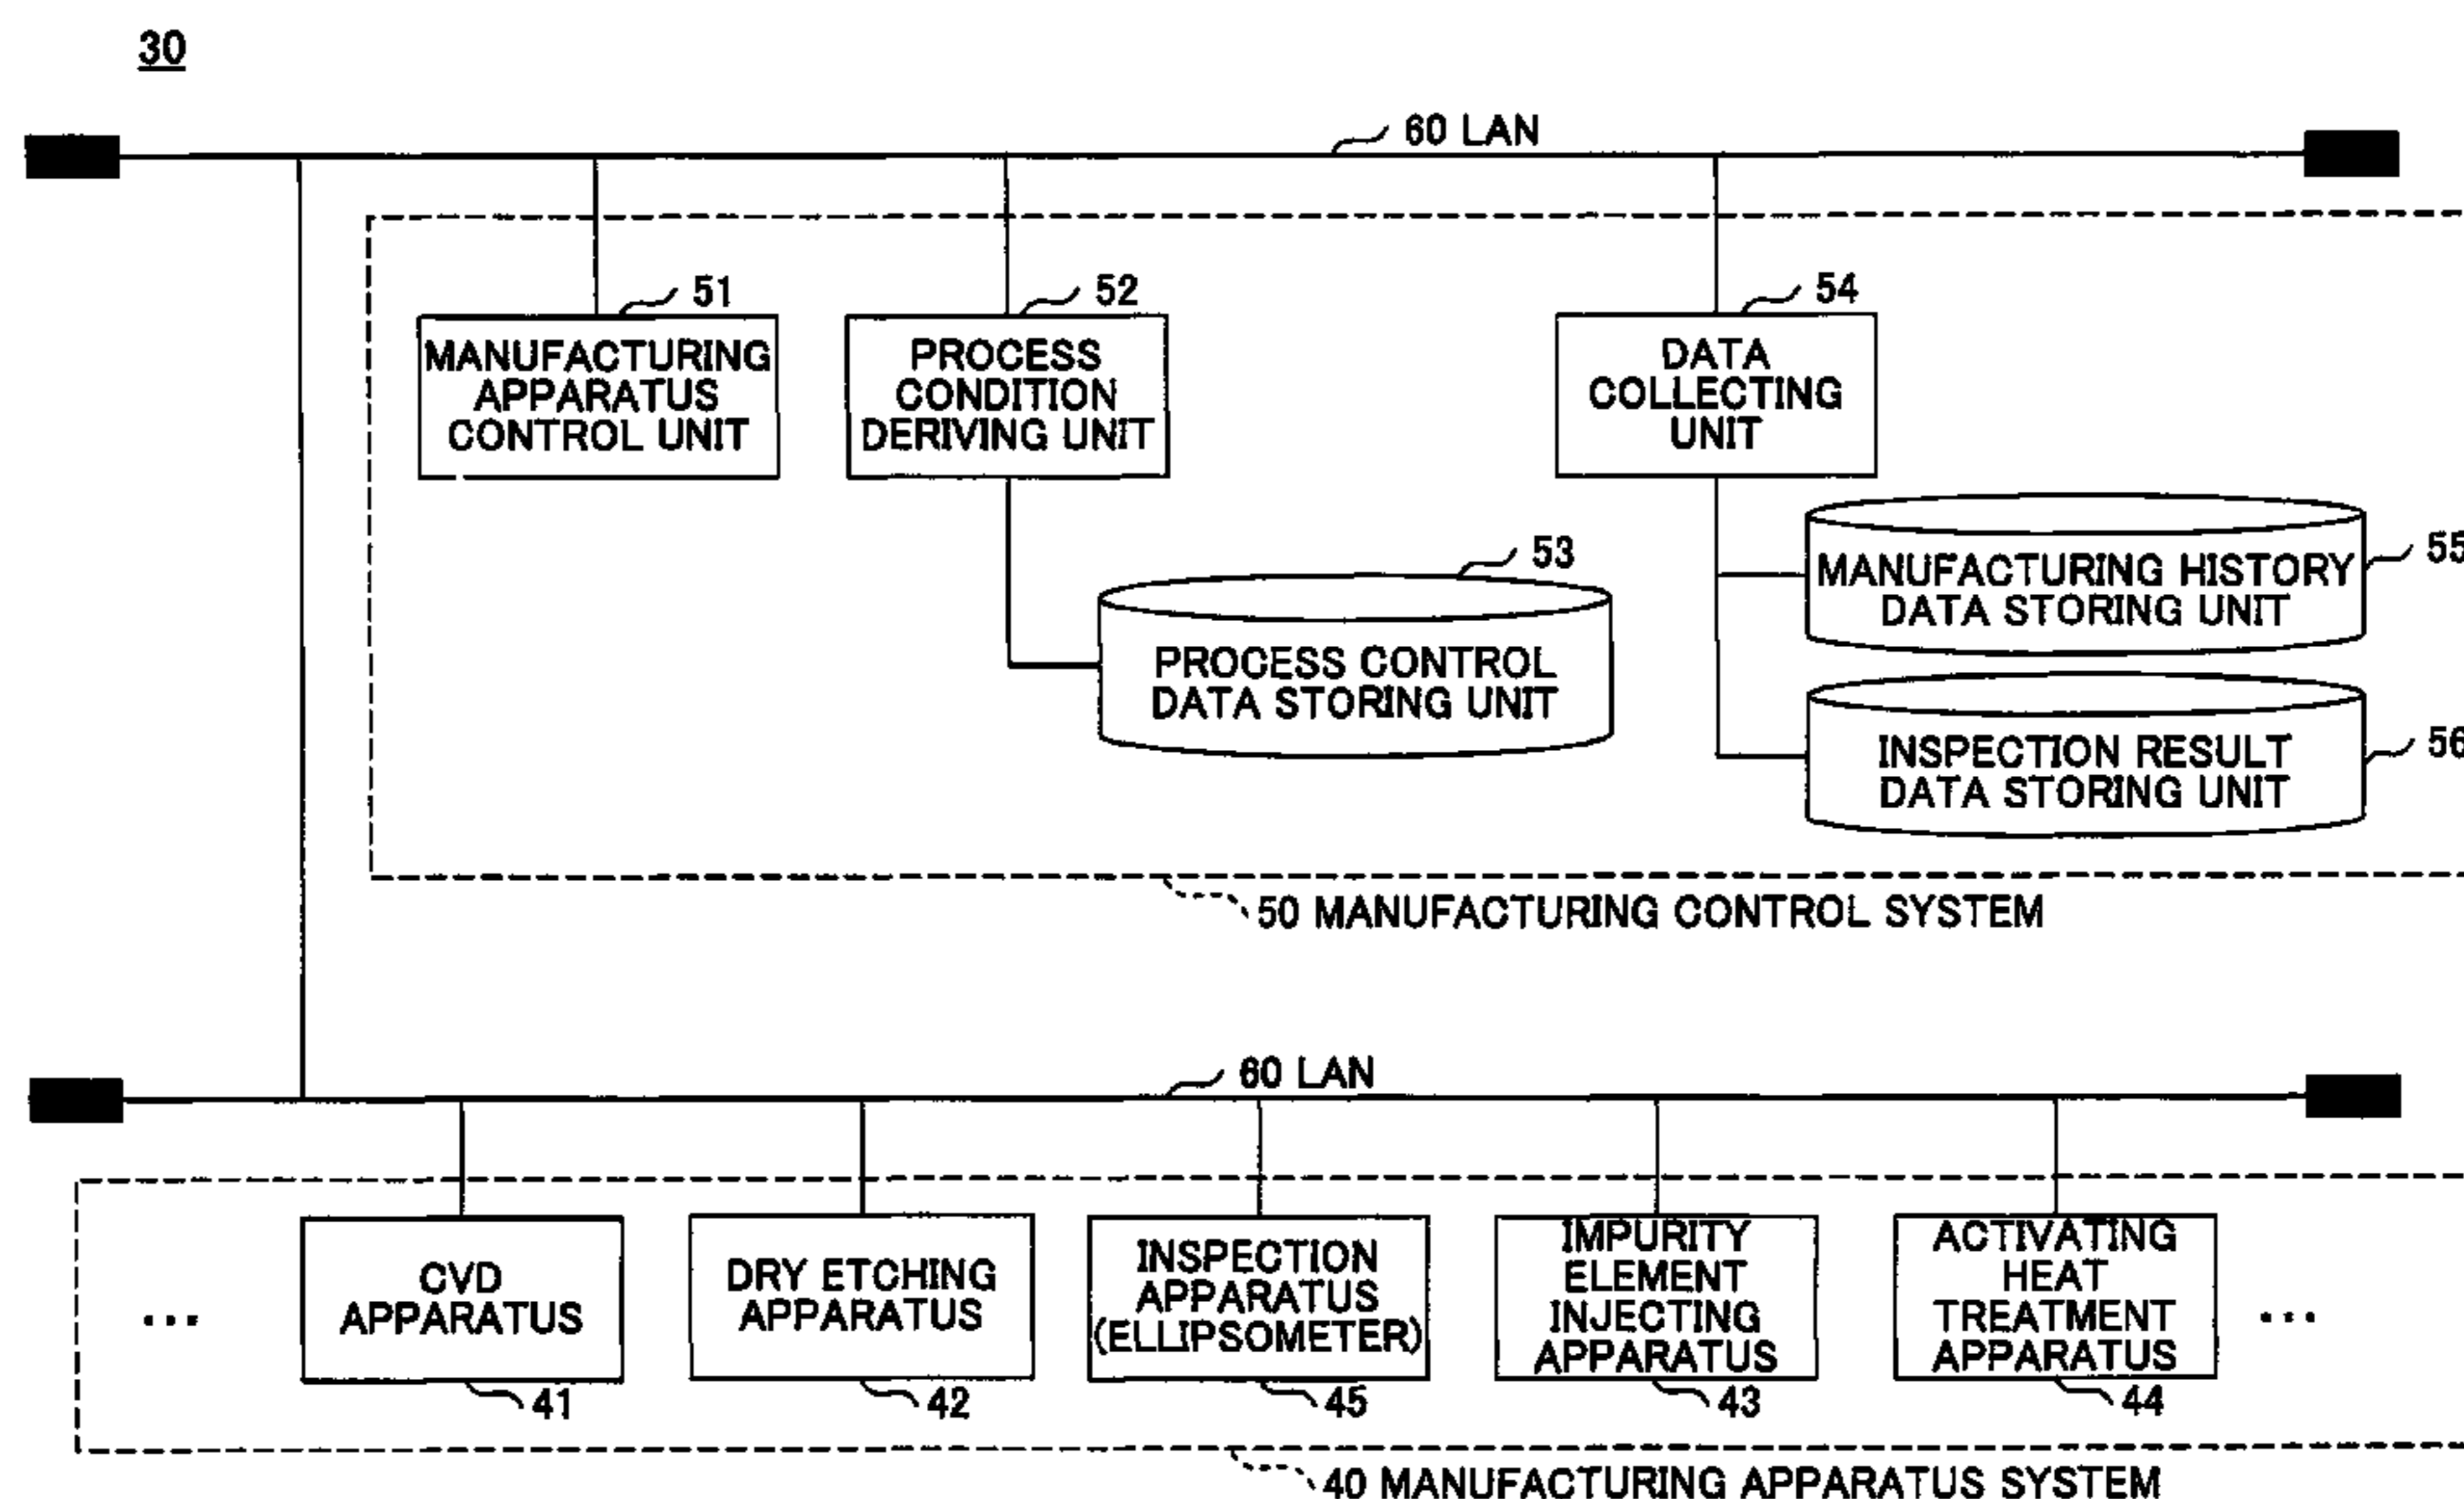 30
60 LAN
51
52
54
MANUFACTURING
APPARATUS
CONTROL UNIT
PROCESS
CONDITION
DERIVING UNIT
DATA
COLLECTING
UNIT
53
PROCESS CONTROL
DATA STORING UNIT
55
MANUFACTURING HISTORY
DATA STORING UNIT
56
INSPECTION RESULT
DATA STORING UNIT
50 MANUFACTURING CONTROL SYSTEM
60 LAN
...
CVD
APPARATUS
41
DRY ETCHING
APPARATUS
42
INSPECTION
APPARATUS
(ELLIPSOMETER)
45
IMPURITY
ELEMENT
INJECTING
APPARATUS
43
ACTIVATING
HEAT
TREATMENT
APPARATUS
44
...
40 MANUFACTURING APPARATUS SYSTEM